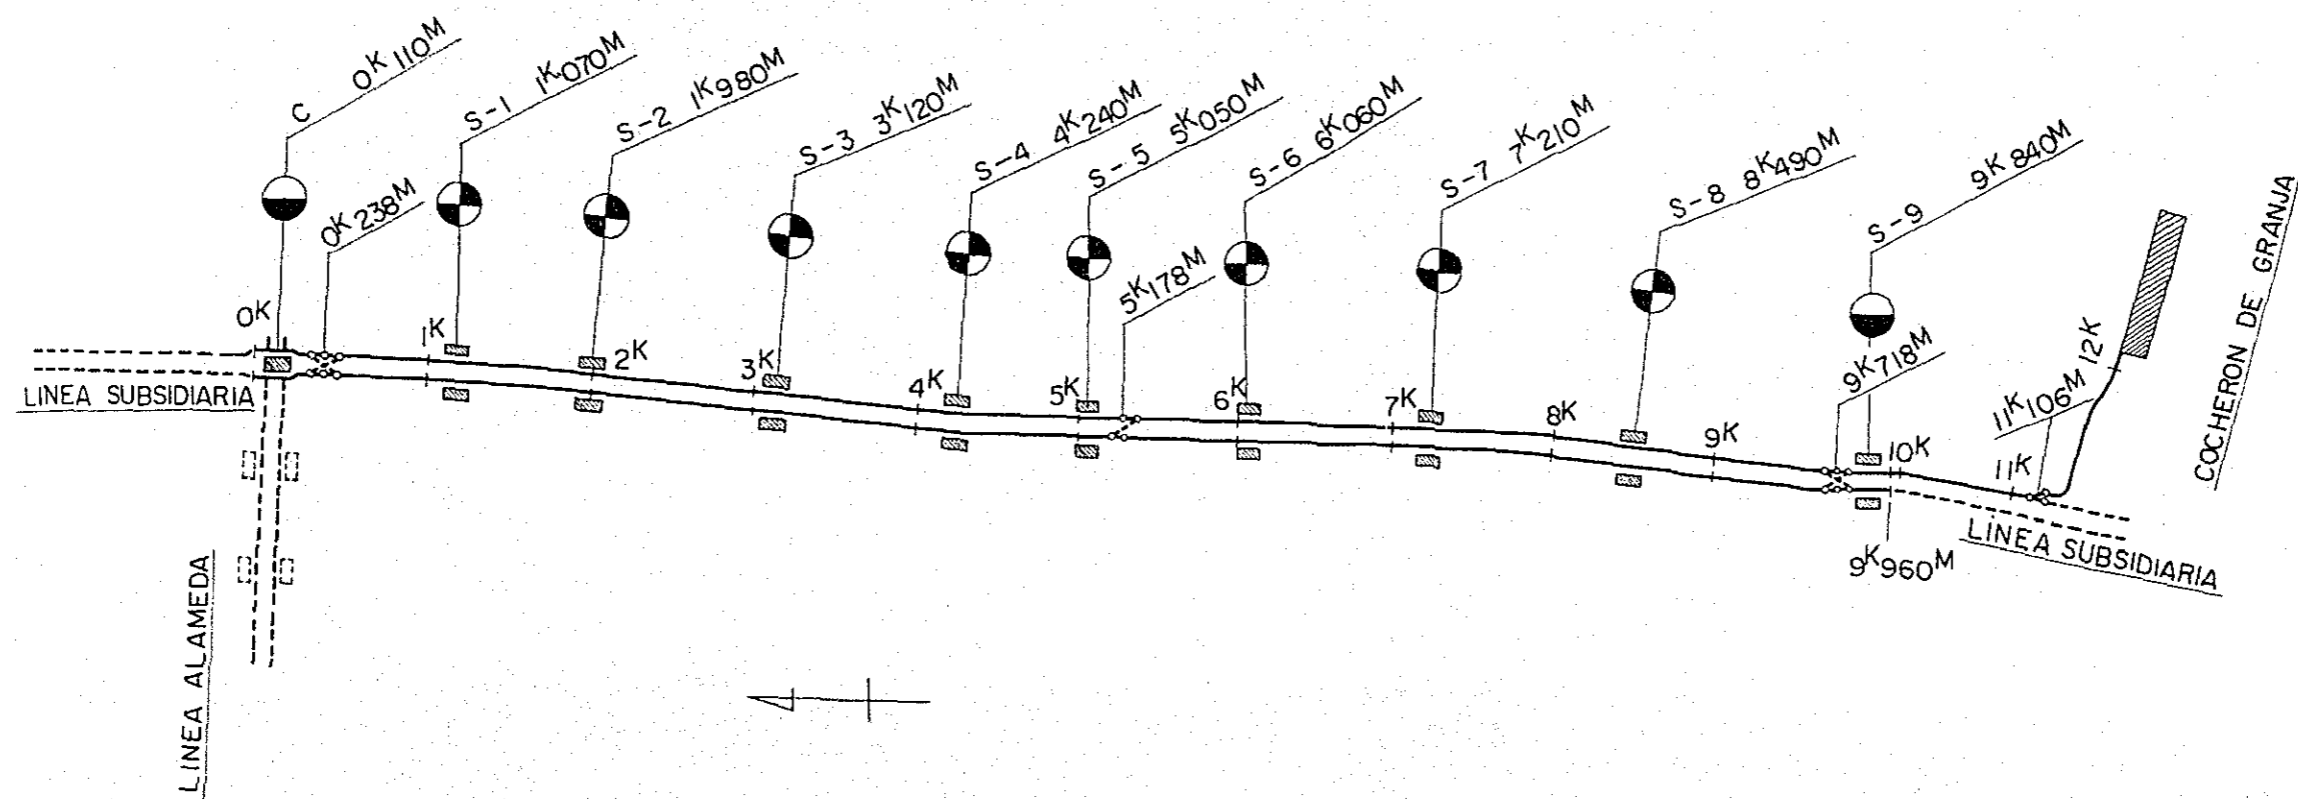 C 0K 110M
0K 238M
S-1 1K 070M
S-2 1K 980M
S-3 3K 120M
S-4 4K 240M
S-5 5K 050M
5K 178M
S-6 6K 060M
S-7 7K 210M
S-8 8K 490M
S-9 9K 840M
9K 718M
11K 106M
0K
1K
2K
3K
4K
5K
6K
7K
8K
9K
10K
11K
12K
9K 960M
LINEA SUBSIDIARIA
LINEA ALAMEDA
LINEA SUBSIDIARIA
COCHERON DE GRANJA